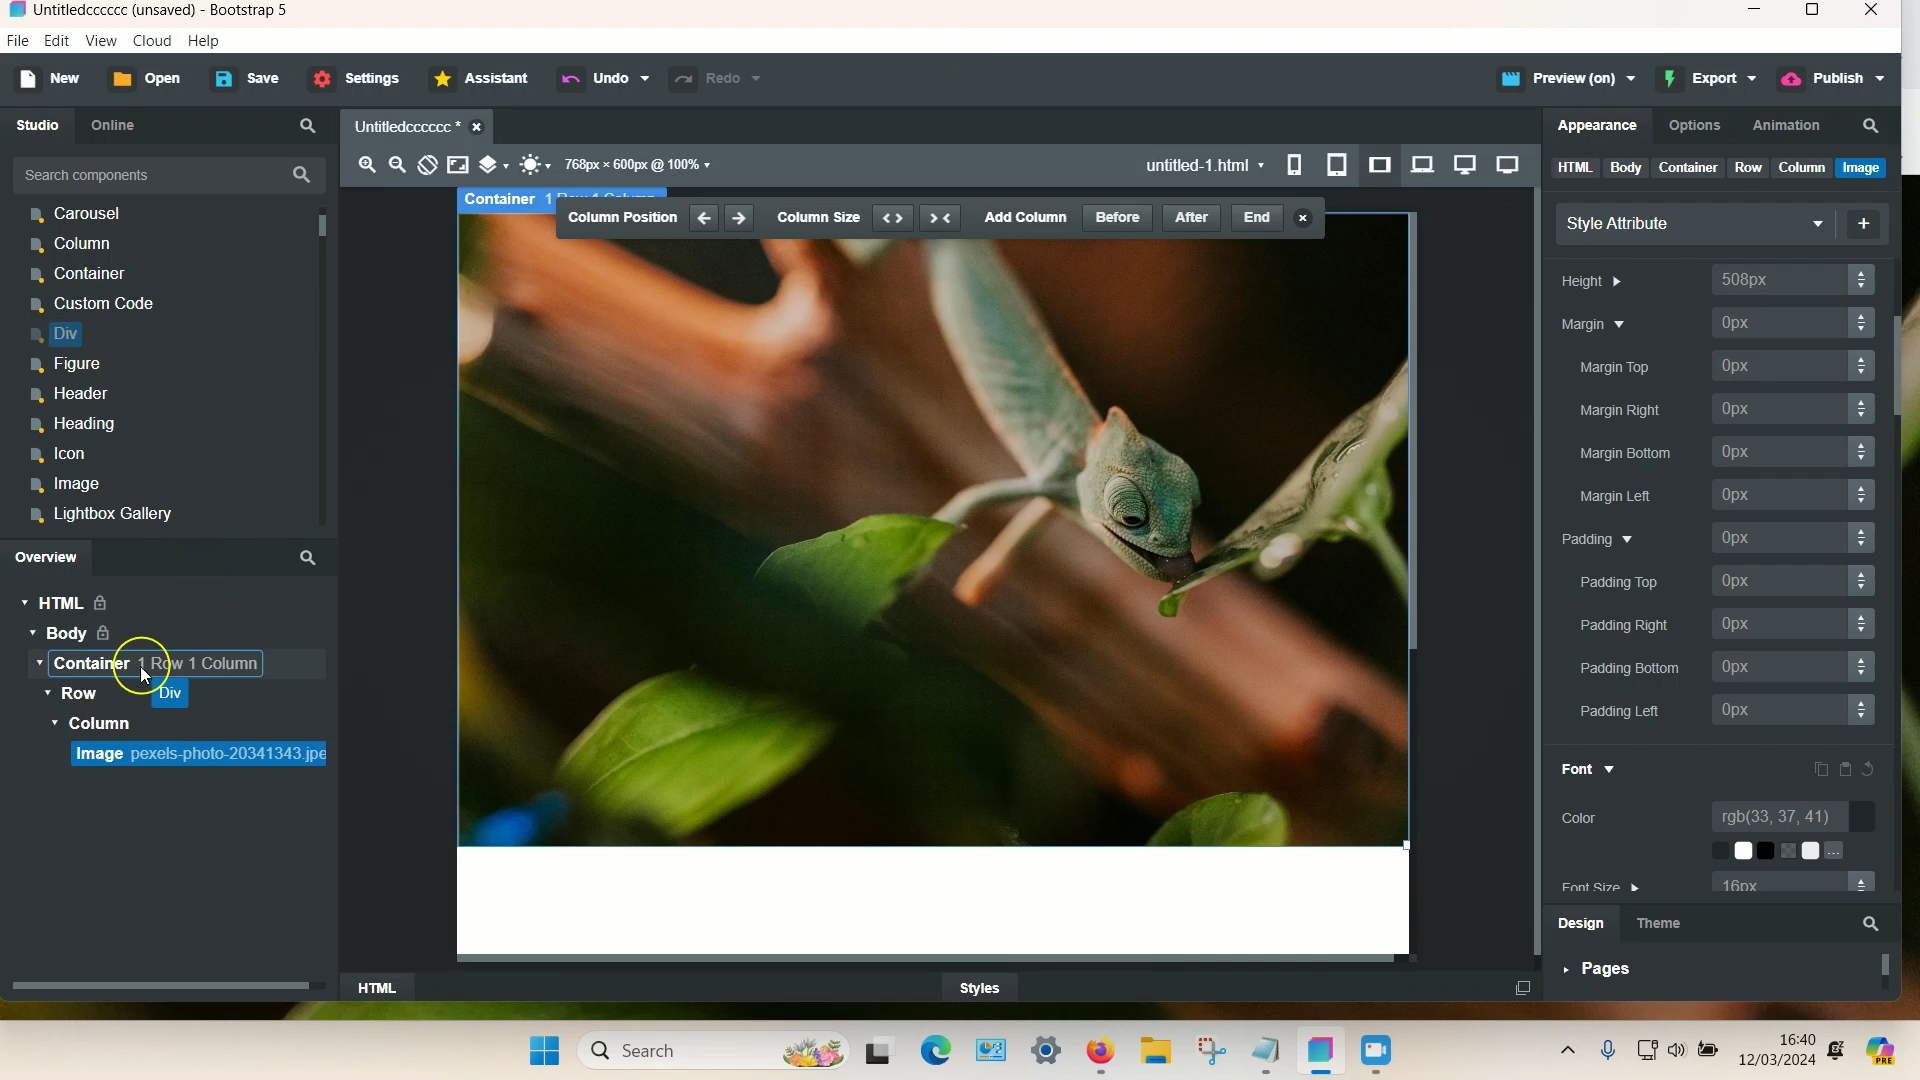 Untitledcccccc (unsaved) - Bootstrap 5
File Edit View Cloud Help
New Open Save Settings Assistant Undo Redo Preview (on) Export Publish
Studio Online
Untitledcccccc *
Appearance Options Animation
Search components
768px × 600px @ 100%
untitled-1.html
HTML Body Container Row Column Image
Container 1 Row 1 Column
Column Position Column Size Add Column Before After End
Style Attribute
Carousel
Column
Container
Custom Code
Div
Figure
Header
Heading
Icon
Image
Lightbox Gallery
Height 508px
Margin 0px
Margin Top 0px
Margin Right 0px
Margin Bottom 0px
Margin Left 0px
Padding 0px
Padding Top 0px
Padding Right 0px
Padding Bottom 0px
Padding Left 0px
Font
Color rgb(33, 37, 41)
Font Size 16px
Overview
HTML
Body
Container 1 Row 1 Column
Row Div
Column
Image pexels-photo-20341343.jpe
Design Theme
Pages
HTML Styles
Search
16:40
12/03/2024
PRE